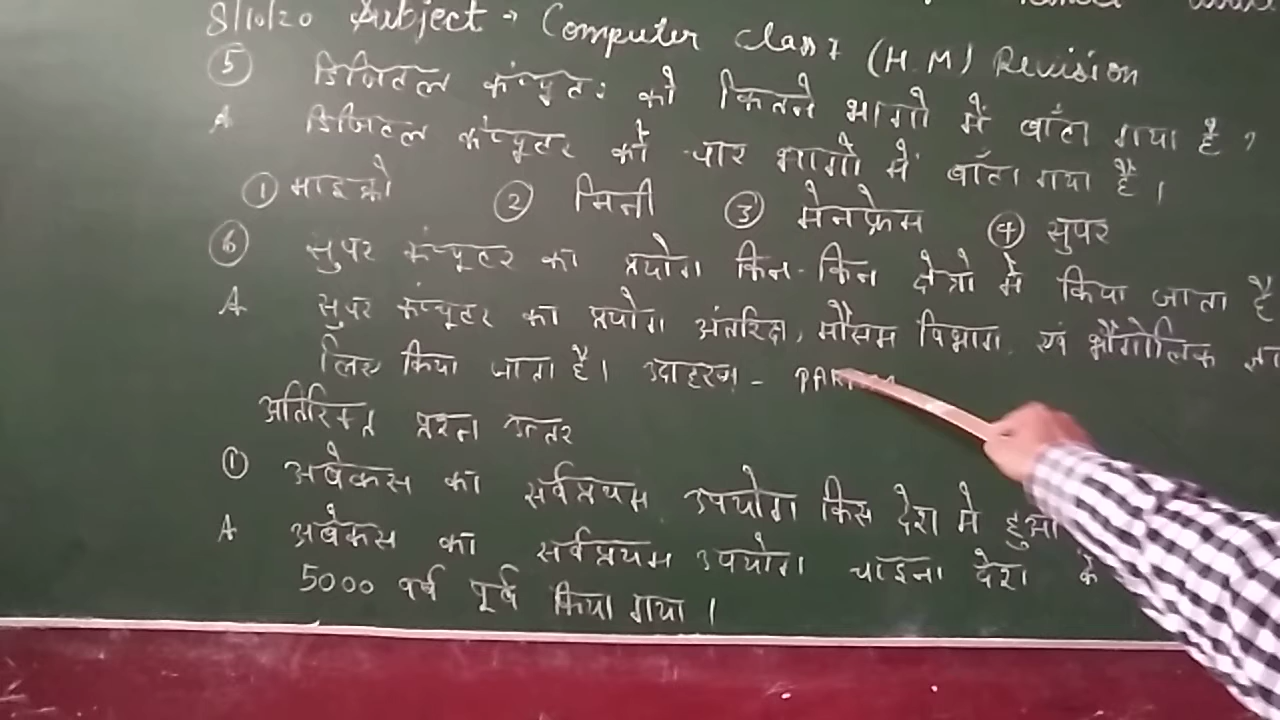 8/10/20 Subject → Computer Class 7 (H.M) Revision
⑤ डिजिटल कंप्यूटर को कितने भागो में बाँटा गया है ?
A डिजिटल कंप्यूटर को चार भागों में बाँटा गया है ।
① माइक्रो ② मिनी ③ मेनफ्रेम ④ सुपर
⑥ सुपर कंप्यूटर का प्रयोग किन-किन क्षेत्रो में किया जाता है
A सुपर कंप्यूटर का प्रयोग अंतरिक्ष, मौसम विभाग, एवं भौगोलिक
लिए किया जाता है। उदाहरण -
अतिरिक्त प्रश्न उत्तर
① अबेकस का सर्वप्रथम उपयोग किस देश मे हुआ
A अबेकस का सर्वप्रथम उपयोग चाइना देश के
5000 वर्ष पूर्व किया गया ।